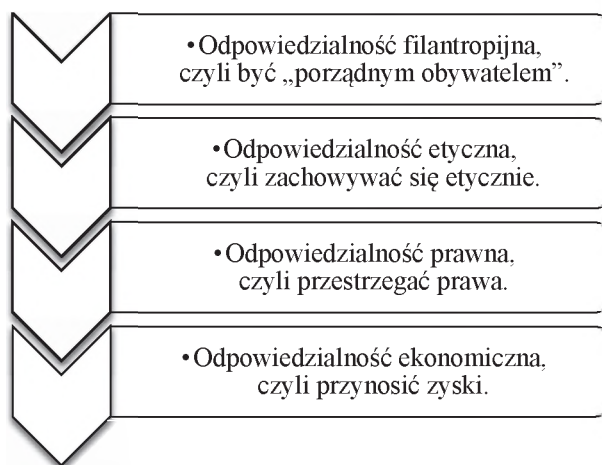 •Odpowiedzialność filantropijna,
czyli być „porządnym obywatelem”.
•Odpowiedzialność etyczna,
czyli zachowywać się etycznie.
•Odpowiedzialność prawna,
czyli przestrzegać prawa.
•Odpowiedzialność ekonomiczna,
czyli przynosić zyski.